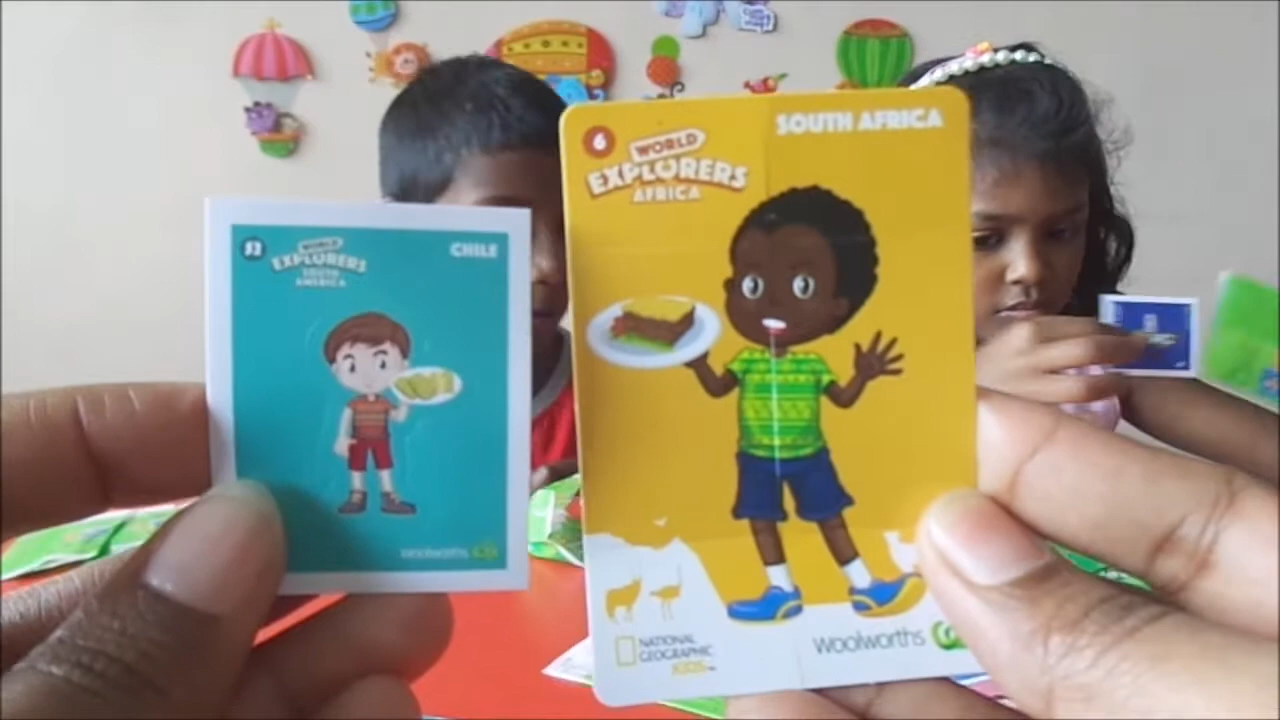 52
WORLD
EXPLORERS
SOUTH
AMERICA
CHILE
woolworths
6
WORLD
EXPLORERS
AFRICA
SOUTH AFRICA
NATIONAL
GEOGRAPHIC
KiDS
woolworths